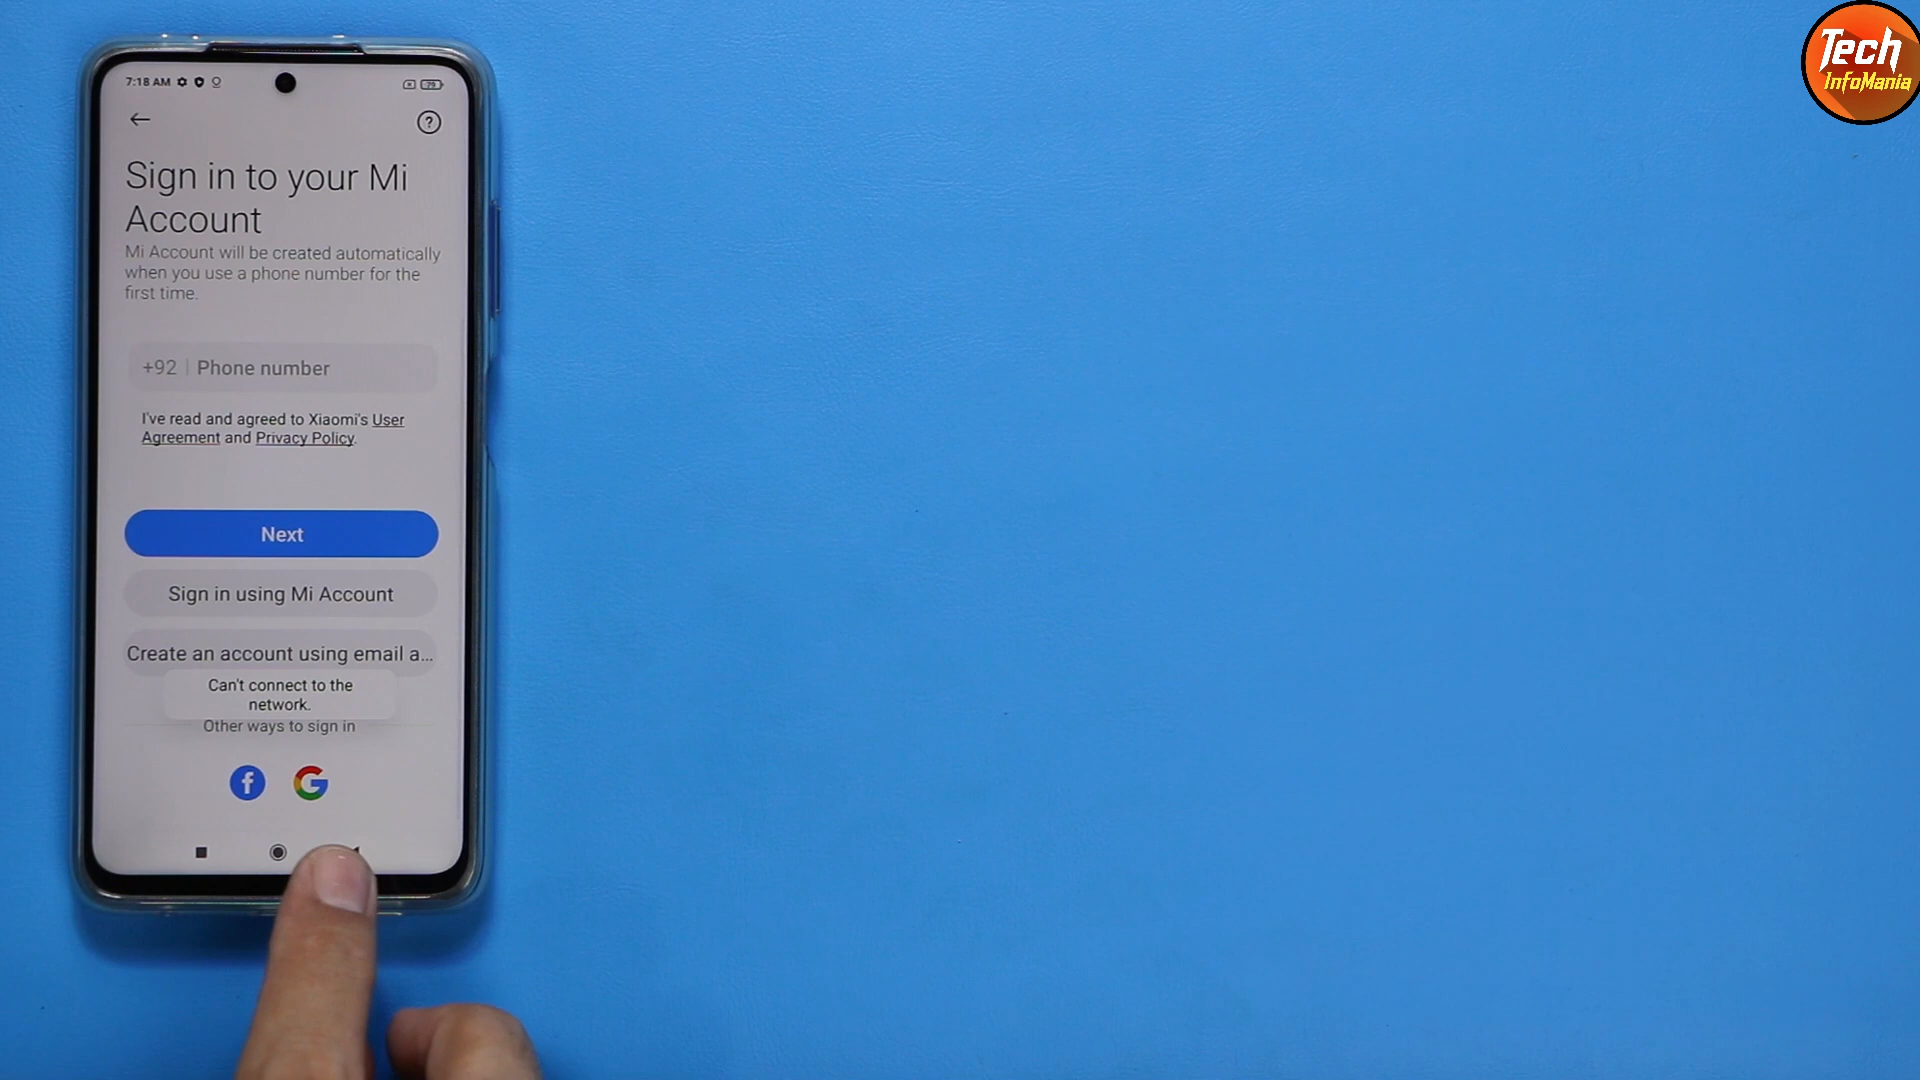 7:18 AM
29
Sign in to your Mi
Account
Mi Account will be created automatically
when you use a phone number for the
first time.
+92 Phone number
I've read and agreed to Xiaomi's User
Agreement and Privacy Policy.
Next
Sign in using Mi Account
Create an account using email a...
Can't connect to the
network.
Other ways to sign in
Tech
InfoMania